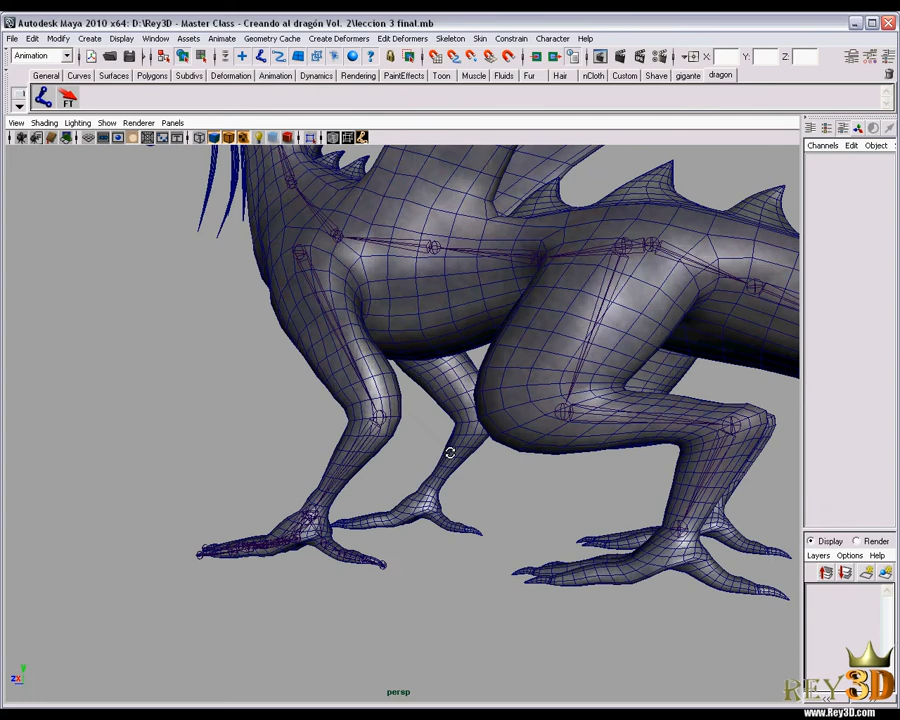 Autodesk Maya 2010 x64: D:\Rey3D - Master Class - Creando al dragón Vol. 2\leccion 3 final.mb
File Edit Modify Create Display Window Assets Animate Geometry Cache Create Deformers Edit Deformers Skeleton Skin Constrain Character Help
Animation X: Y: Z:
General Curves Surfaces Polygons Subdivs Deformation Animation Dynamics Rendering PaintEffects Toon Muscle Fluids Fur Hair nCloth Custom Shave gigante dragon
FT
View Shading Lighting Show Renderer Panels
Channels Edit Object
Display Render
Layers Options Help
persp
y
zx
REY3D
www.Rey3D.com